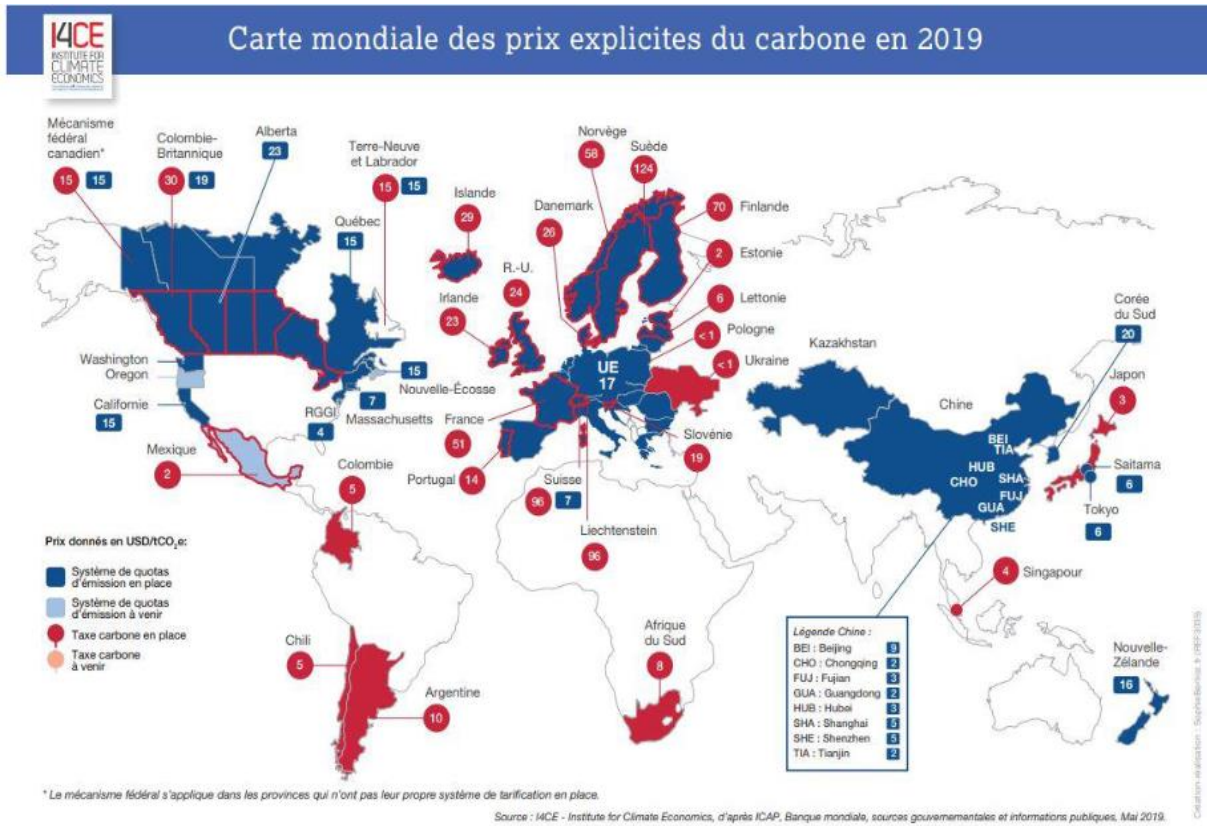 I4CE
INSTITUTE FOR
CLIMATE
ECONOMICS
Carte mondiale des prix explicites du carbone en 2019
Mécanisme
fédéral
canadien*
15
15
Colombie-
Britannique
30
19
Alberta
23
Terre-Neuve
et Labrador
15
15
Québec
15
Islande
29
Norvège
58
Suède
124
Danemark
26
70
Finlande
2
Estonie
R.-U.
24
Irlande
23
6
Lettonie
< 1
Pologne
< 1
Ukraine
UE
17
Corée
du Sud
20
Kazakhstan
Japon
3
Chine
Washington
Oregon
Californie
15
15
Nouvelle-Écosse
7
Massachusetts
RGGI
4
France
51
Slovénie
19
Portugal
14
Suisse
96
7
Liechtenstein
96
Mexique
2
Colombie
5
BEI
TIA
HUB
CHO
SHA
FUJ
GUA
SHE
Saitama
6
Tokyo
6
4
Singapour
Prix donnés en USD/tCO₂e:
Système de quotas
d'émission en place
Système de quotas
d'émission à venir
Taxe carbone en place
Taxe carbone
à venir
Chili
5
Argentine
10
Afrique
du Sud
8
Légende Chine :
BEI : Beijing 9
CHO : Chongqing 2
FUJ : Fujian 3
GUA : Guangdong 2
HUB : Hubei 3
SHA : Shanghai 5
SHE : Shenzhen 5
TIA : Tianjin 2
Nouvelle-
Zélande
16
* Le mécanisme fédéral s'applique dans les provinces qui n'ont pas leur propre système de tarification en place.
Source : I4CE - Institute for Climate Economics, d'après ICAP, Banque mondiale, sources gouvernementales et informations publiques, Mai 2019.